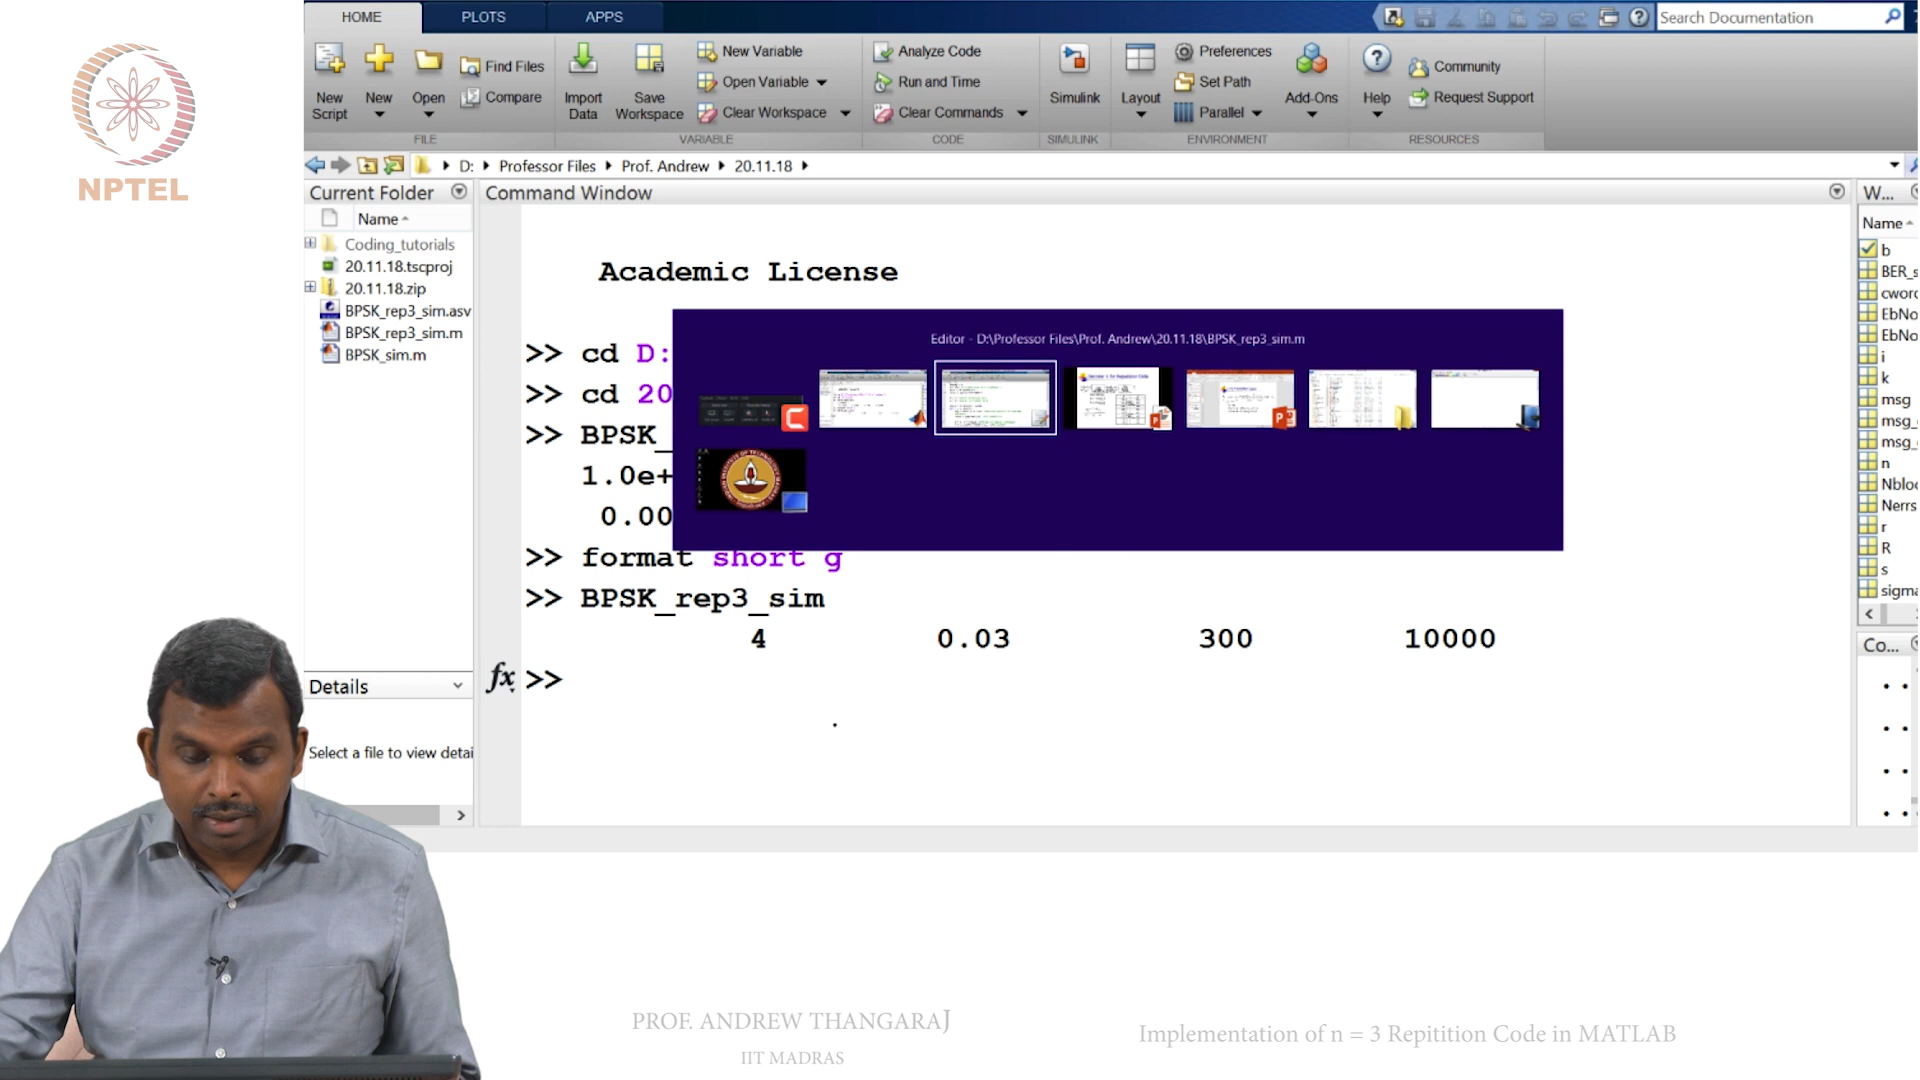 NPTEL
HOME PLOTS APPS
Search Documentation
New Script
New
Open
Find Files
Compare
Import Data
Save Workspace
New Variable
Open Variable
Clear Workspace
Analyze Code
Run and Time
Clear Commands
Simulink
Layout
Preferences
Set Path
Parallel
Add-Ons
Help
Community
Request Support
FILE VARIABLE CODE SIMULINK ENVIRONMENT RESOURCES
D: Professor Files Prof. Andrew 20.11.18
Current Folder
Name
Coding_tutorials
20.11.18.tscproj
20.11.18.zip
BPSK_rep3_sim.asv
BPSK_rep3_sim.m
BPSK_sim.m
Details
Select a file to view detai
Command Window
Academic License
>> cd D:
>> cd 20
>> BPSK_
1.0e+
0.00
>> format short g
>> BPSK_rep3_sim
4 0.03 300 10000
fx >>
Editor - D:\Professor Files\Prof. Andrew\20.11.18\BPSK_rep3_sim.m
W...
Name
b
BER_s
cword
EbNo
EbNo
i
k
msg
msg_
msg_
n
Nbloc
Nerrs
r
R
s
sigma
Co...
PROF. ANDREW THANGARAJ
IIT MADRAS
Implementation of n = 3 Repitition Code in MATLAB